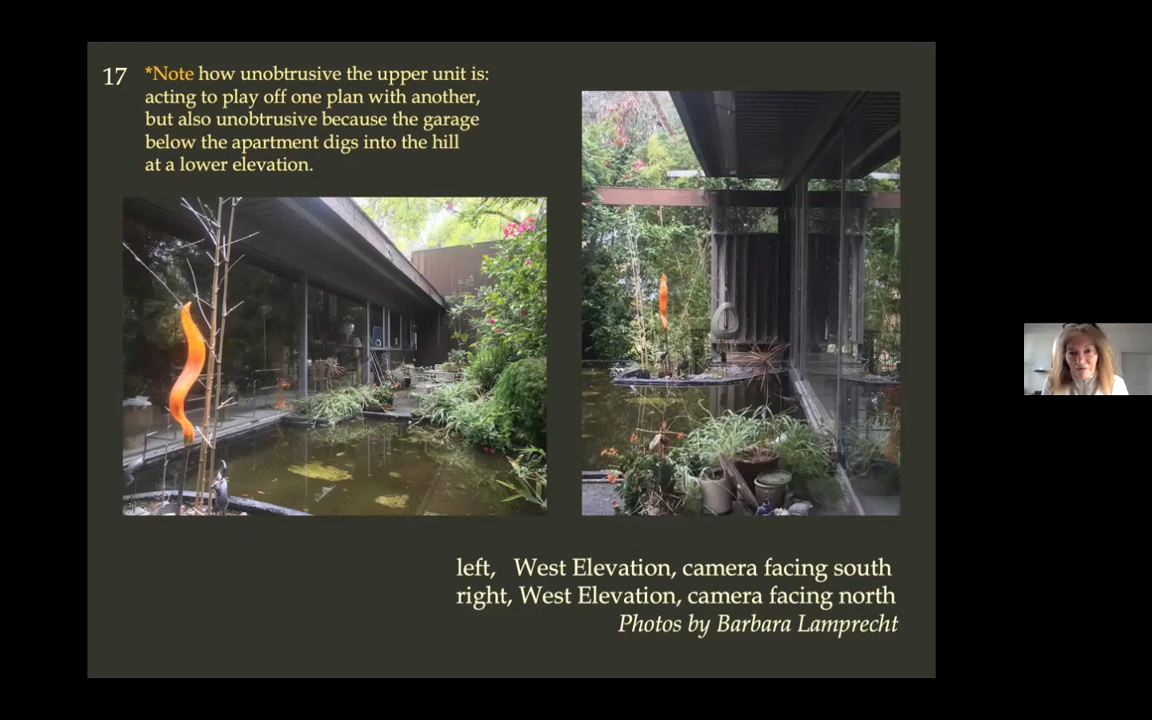 17
*Note how unobtrusive the upper unit is:
acting to play off one plan with another,
but also unobtrusive because the garage
below the apartment digs into the hill
at a lower elevation.
left, West Elevation, camera facing south
right, West Elevation, camera facing north
Photos by Barbara Lamprecht